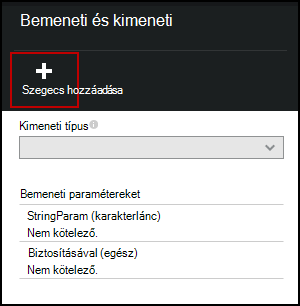 Bemeneti és kimeneti
Szegecs hozzáadása
Kimeneti típus
Bemeneti paramétereket
StringParam (karakterlánc)
Nem kötelező.
Biztosításával (egész)
Nem kötelező.